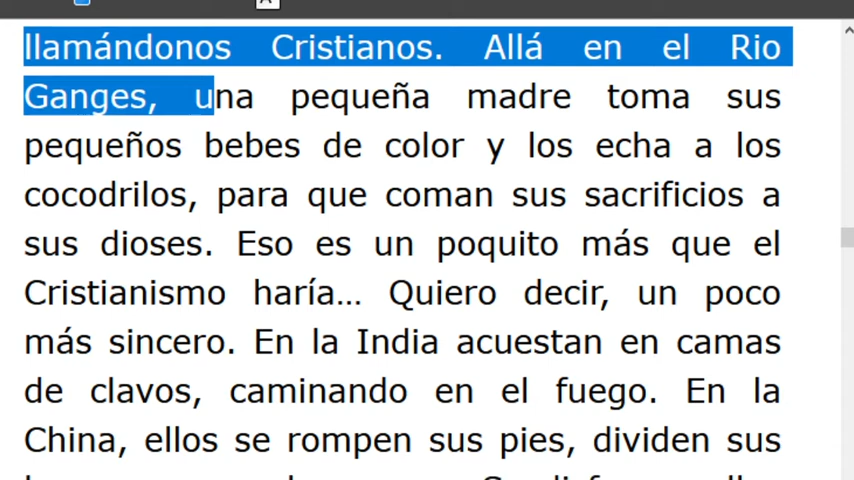 llamándonos Cristianos. Allá en el Rio
Ganges, una pequeña madre toma sus
pequeños bebes de color y los echa a los
cocodrilos, para que coman sus sacrificios a
sus dioses. Eso es un poquito más que el
Cristianismo haría… Quiero decir, un poco
más sincero. En la India acuestan en camas
de clavos, caminando en el fuego. En la
China, ellos se rompen sus pies, dividen sus